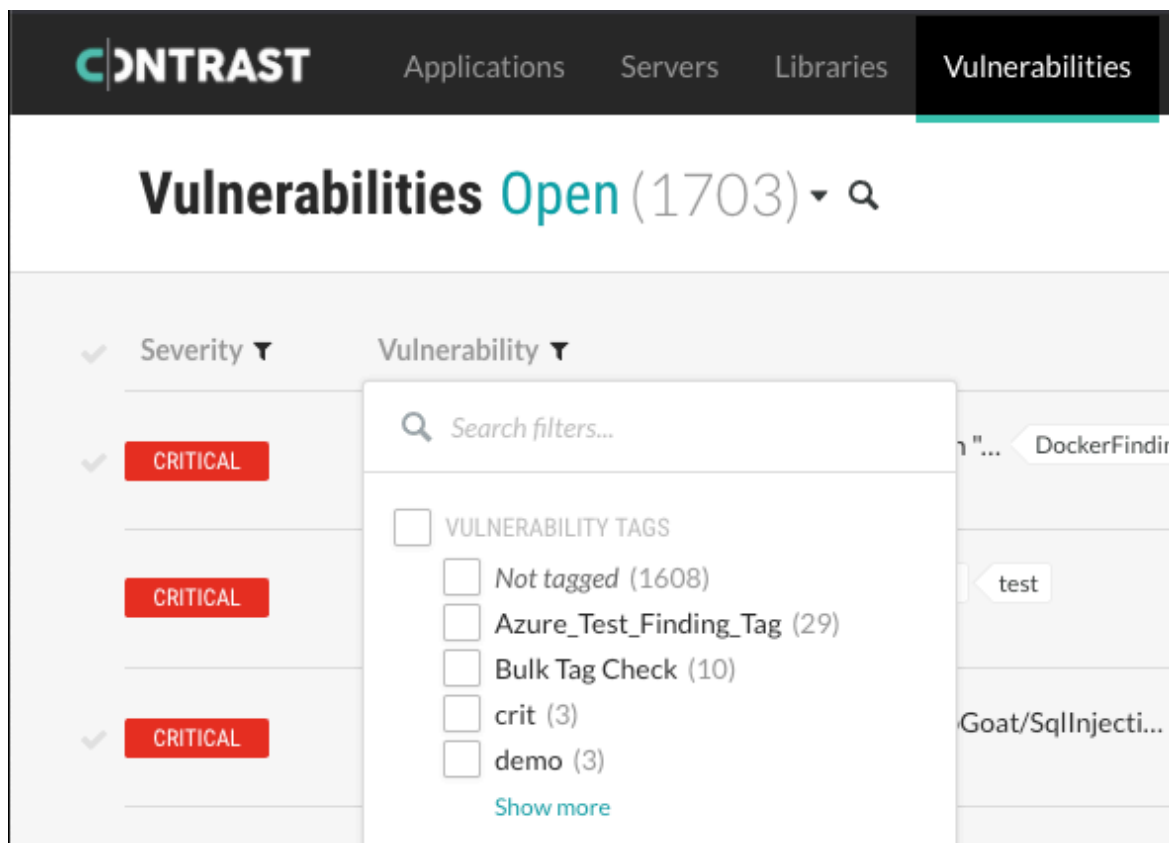 CONTRAST Applications Servers Libraries Vulnerabilities
Vulnerabilities Open (1703)
Severity Vulnerability
Search filters...
CRITICAL
"... DockerFindin
VULNERABILITY TAGS
Not tagged (1608)
CRITICAL
test
Azure_Test_Finding_Tag (29)
Bulk Tag Check (10)
crit (3)
CRITICAL
Goat/SqlInjecti...
demo (3)
Show more